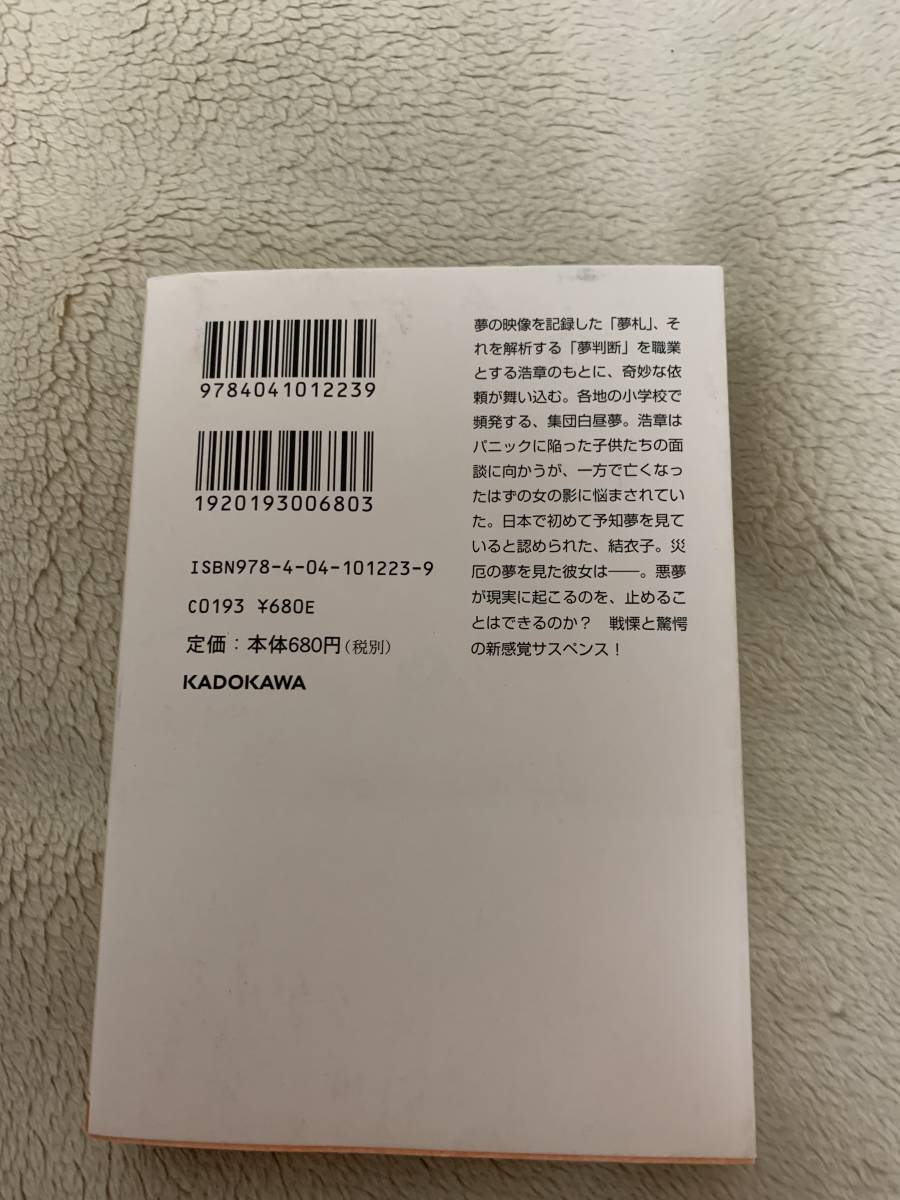 9784041012239
1920193006803
ISBN978-4-04-101223-9
C0193 ¥680E
定価：本体680円（税別）
KADOKAWA
夢の映像を記録した「夢札」、そ
れを解析する「夢判断」を職業
とする浩章のもとに、奇妙な依
頼が舞い込む。各地の小学校で
頻発する、集団白昼夢。浩章は
パニックに陥った子供たちの面
談に向かうが、一方で亡くなっ
たはずの女の影に悩まされてい
た。日本で初めて予知夢を見て
いると認められた、結衣子。災
厄の夢を見た彼女は――。悪夢
が現実に起こるのを、止めるこ
とはできるのか？　戦慄と驚愕
の新感覚サスペンス！